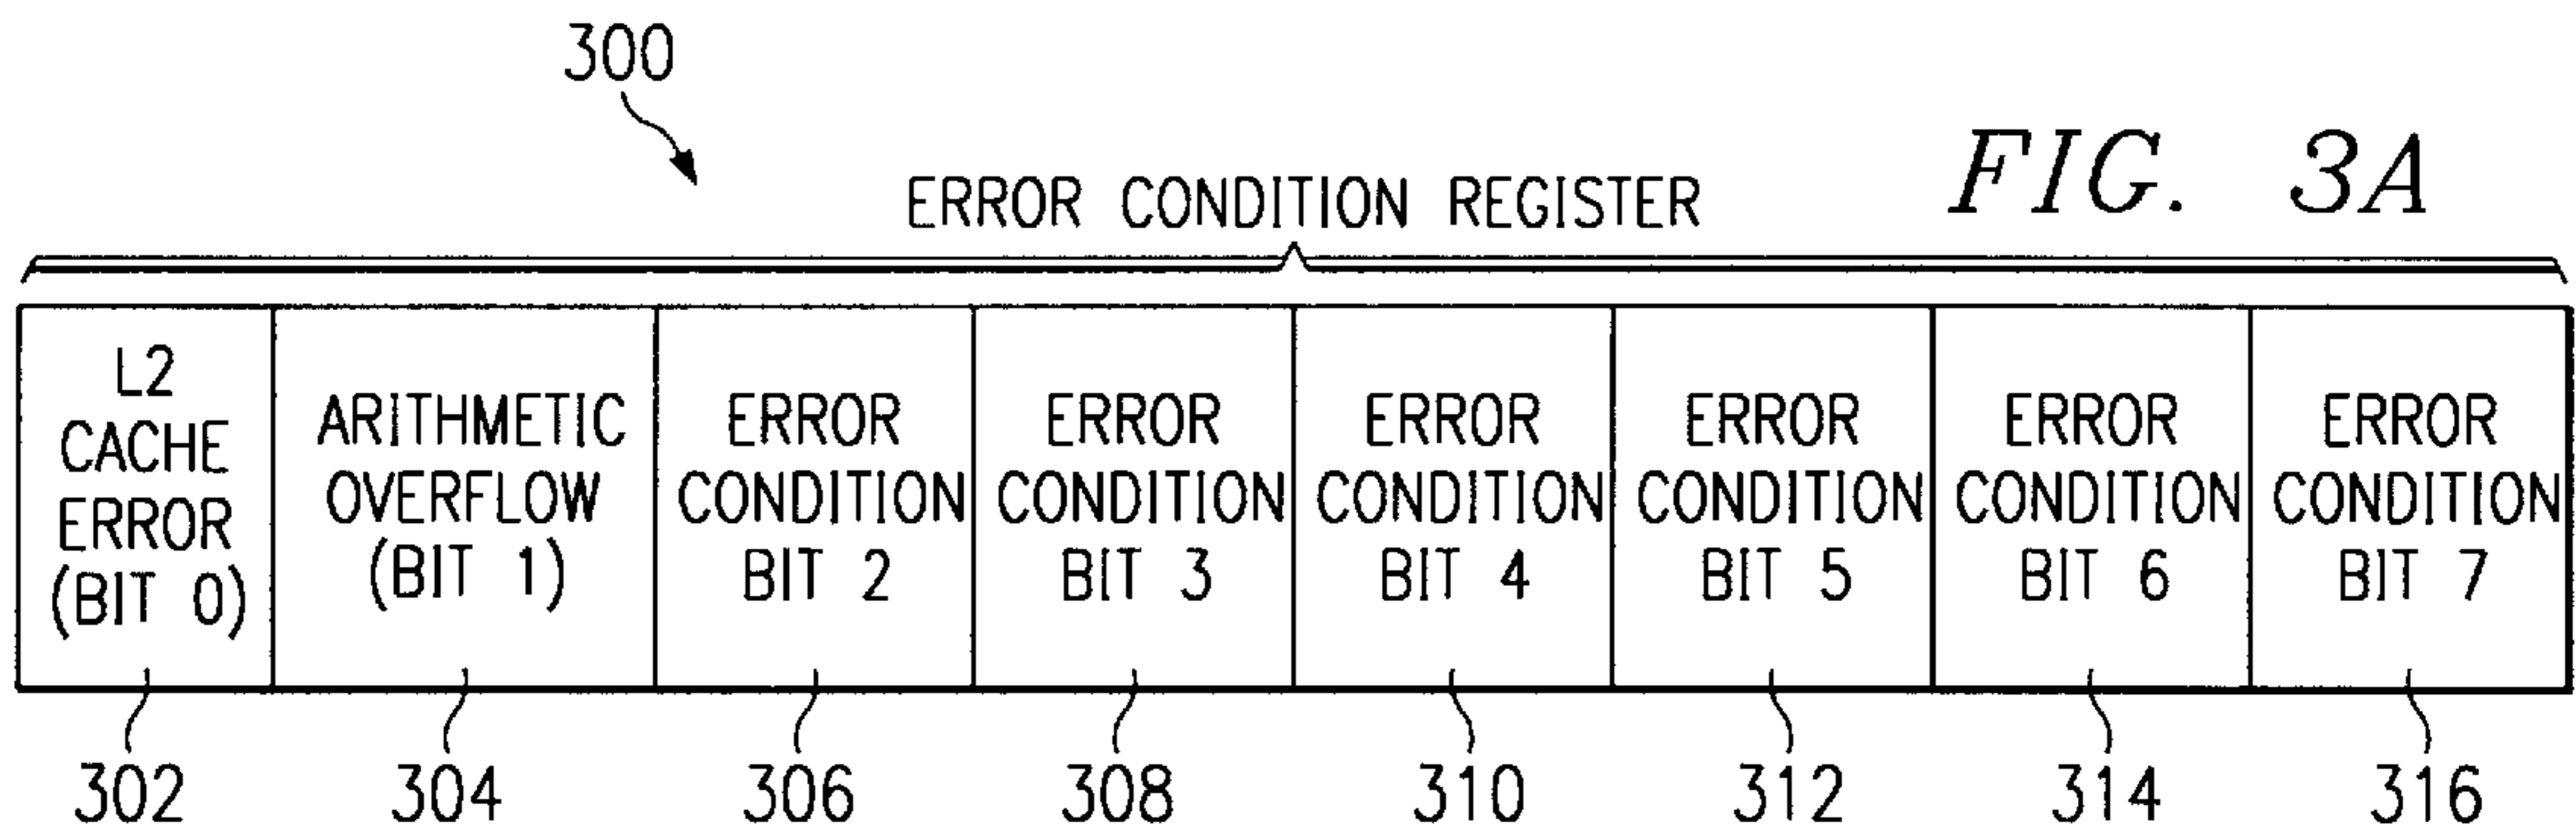 300
FIG. 3A
ERROR CONDITION REGISTER
L2
CACHE
ERROR
(BIT 0)
ARITHMETIC
OVERFLOW
(BIT 1)
ERROR
CONDITION
BIT 2
ERROR
CONDITION
BIT 3
ERROR
CONDITION
BIT 4
ERROR
CONDITION
BIT 5
ERROR
CONDITION
BIT 6
ERROR
CONDITION
BIT 7
302
304
306
308
310
312
314
316